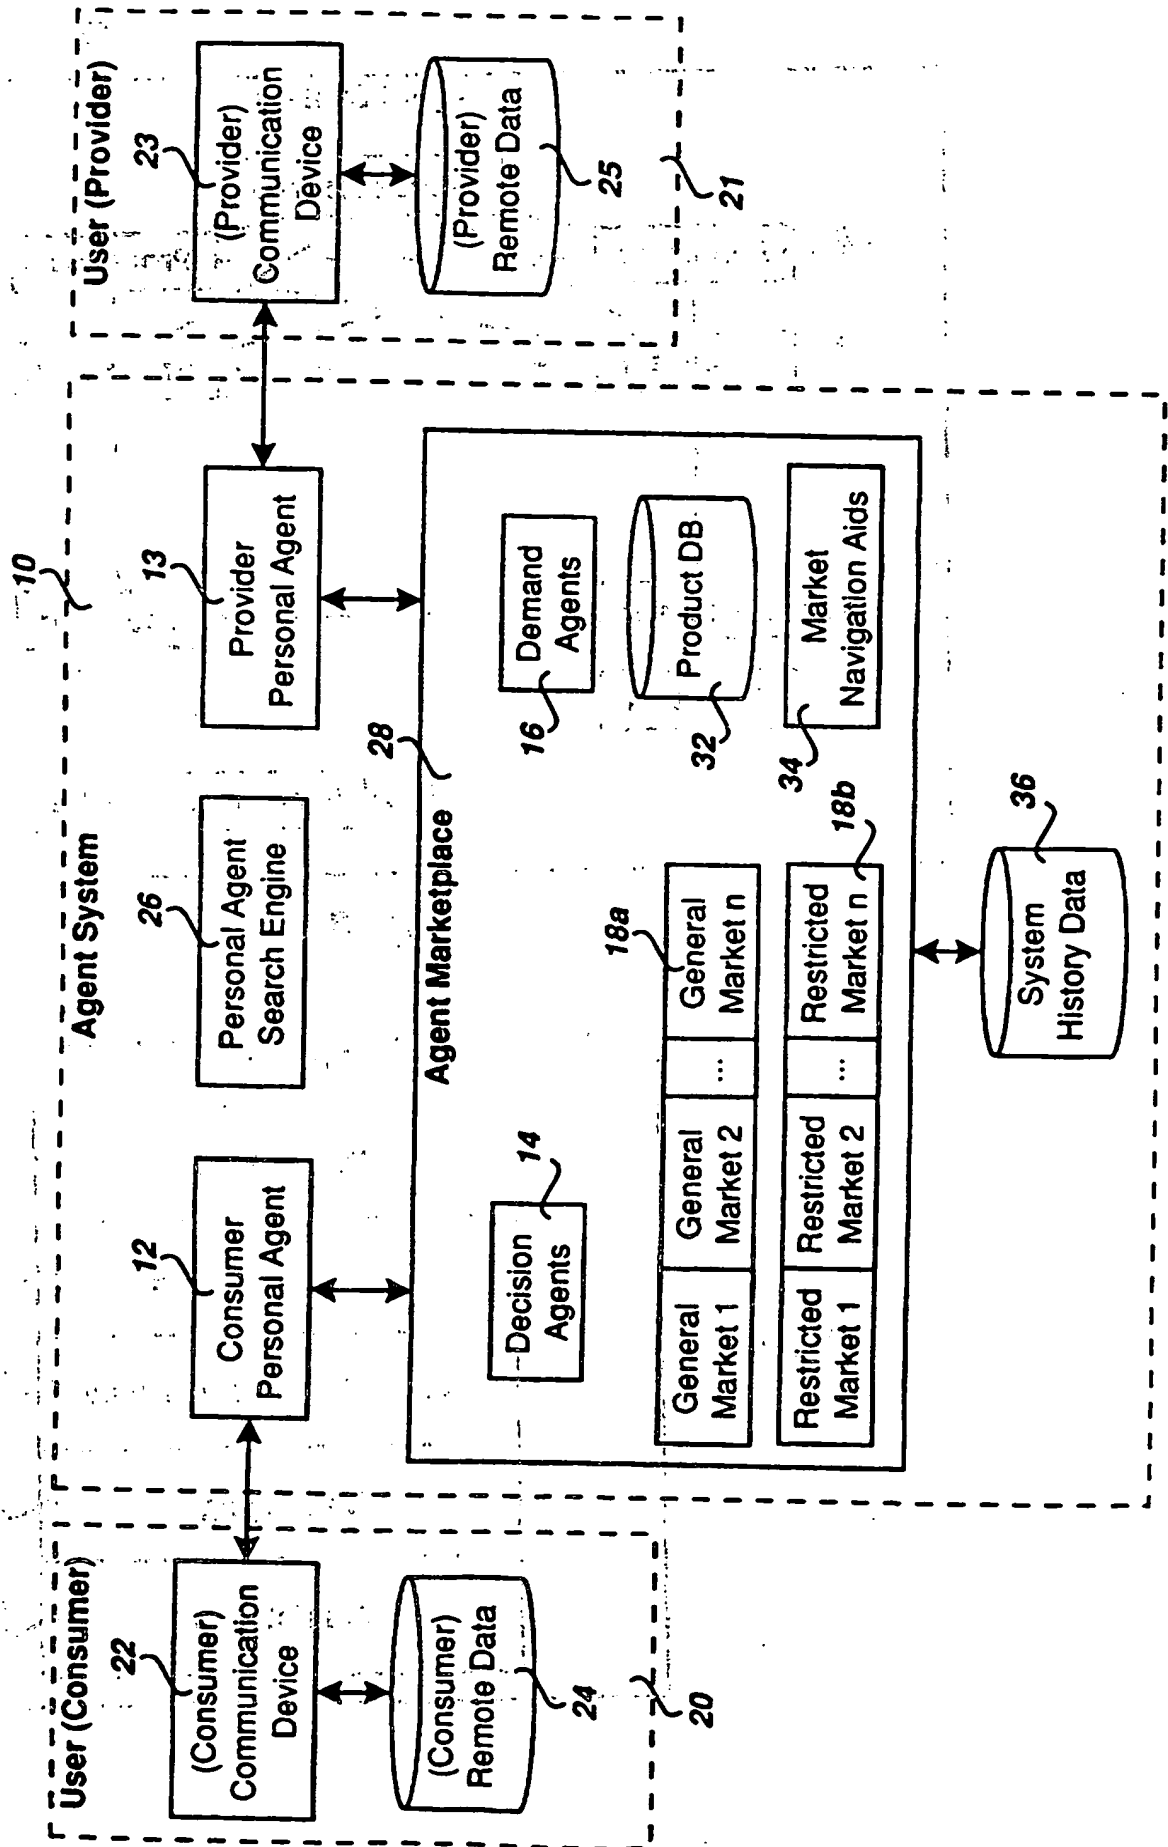 User (Consumer)
22
(Consumer)
Communication
Device
(Consumer)
Remote Data
24
20
Agent System
10
12
Consumer
Personal Agent
26
Personal Agent
Search Engine
13
Provider
Personal Agent
Agent Marketplace
28
14
Decision
Agents
16
Demand
Agents
32
Product DB
34
Market
Navigation Aids
18a
General
Market 1
General
Market 2
...
General
Market n
18b
Restricted
Market 1
Restricted
Market 2
...
Restricted
Market n
36
System
History Data
User (Provider)
23
(Provider)
Communication
Device
(Provider)
Remote Data
25
21